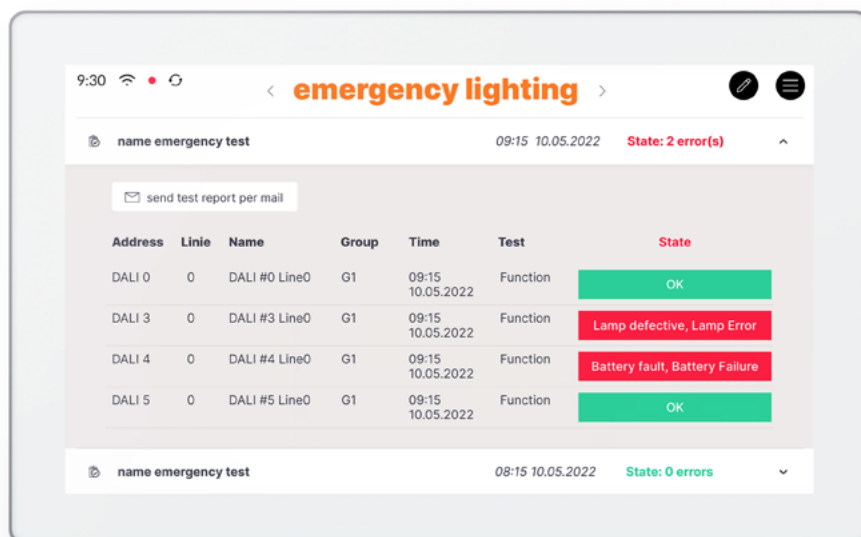 9:30
emergency lighting
name emergency test 09:15 10.05.2022 State: 2 error(s)
send test report per mail
Address Linie Name Group Time Test State
DALI 0 0 DALI #0 Line0 G1 09:15 Function OK
10.05.2022
DALI 3 0 DALI #3 Line0 G1 09:15 Function Lamp defective, Lamp Error
10.05.2022
DALI 4 0 DALI #4 Line0 G1 09:15 Function Battery fault, Battery Failure
10.05.2022
DALI 5 0 DALI #5 Line0 G1 09:15 Function OK
10.05.2022
name emergency test 08:15 10.05.2022 State: 0 errors